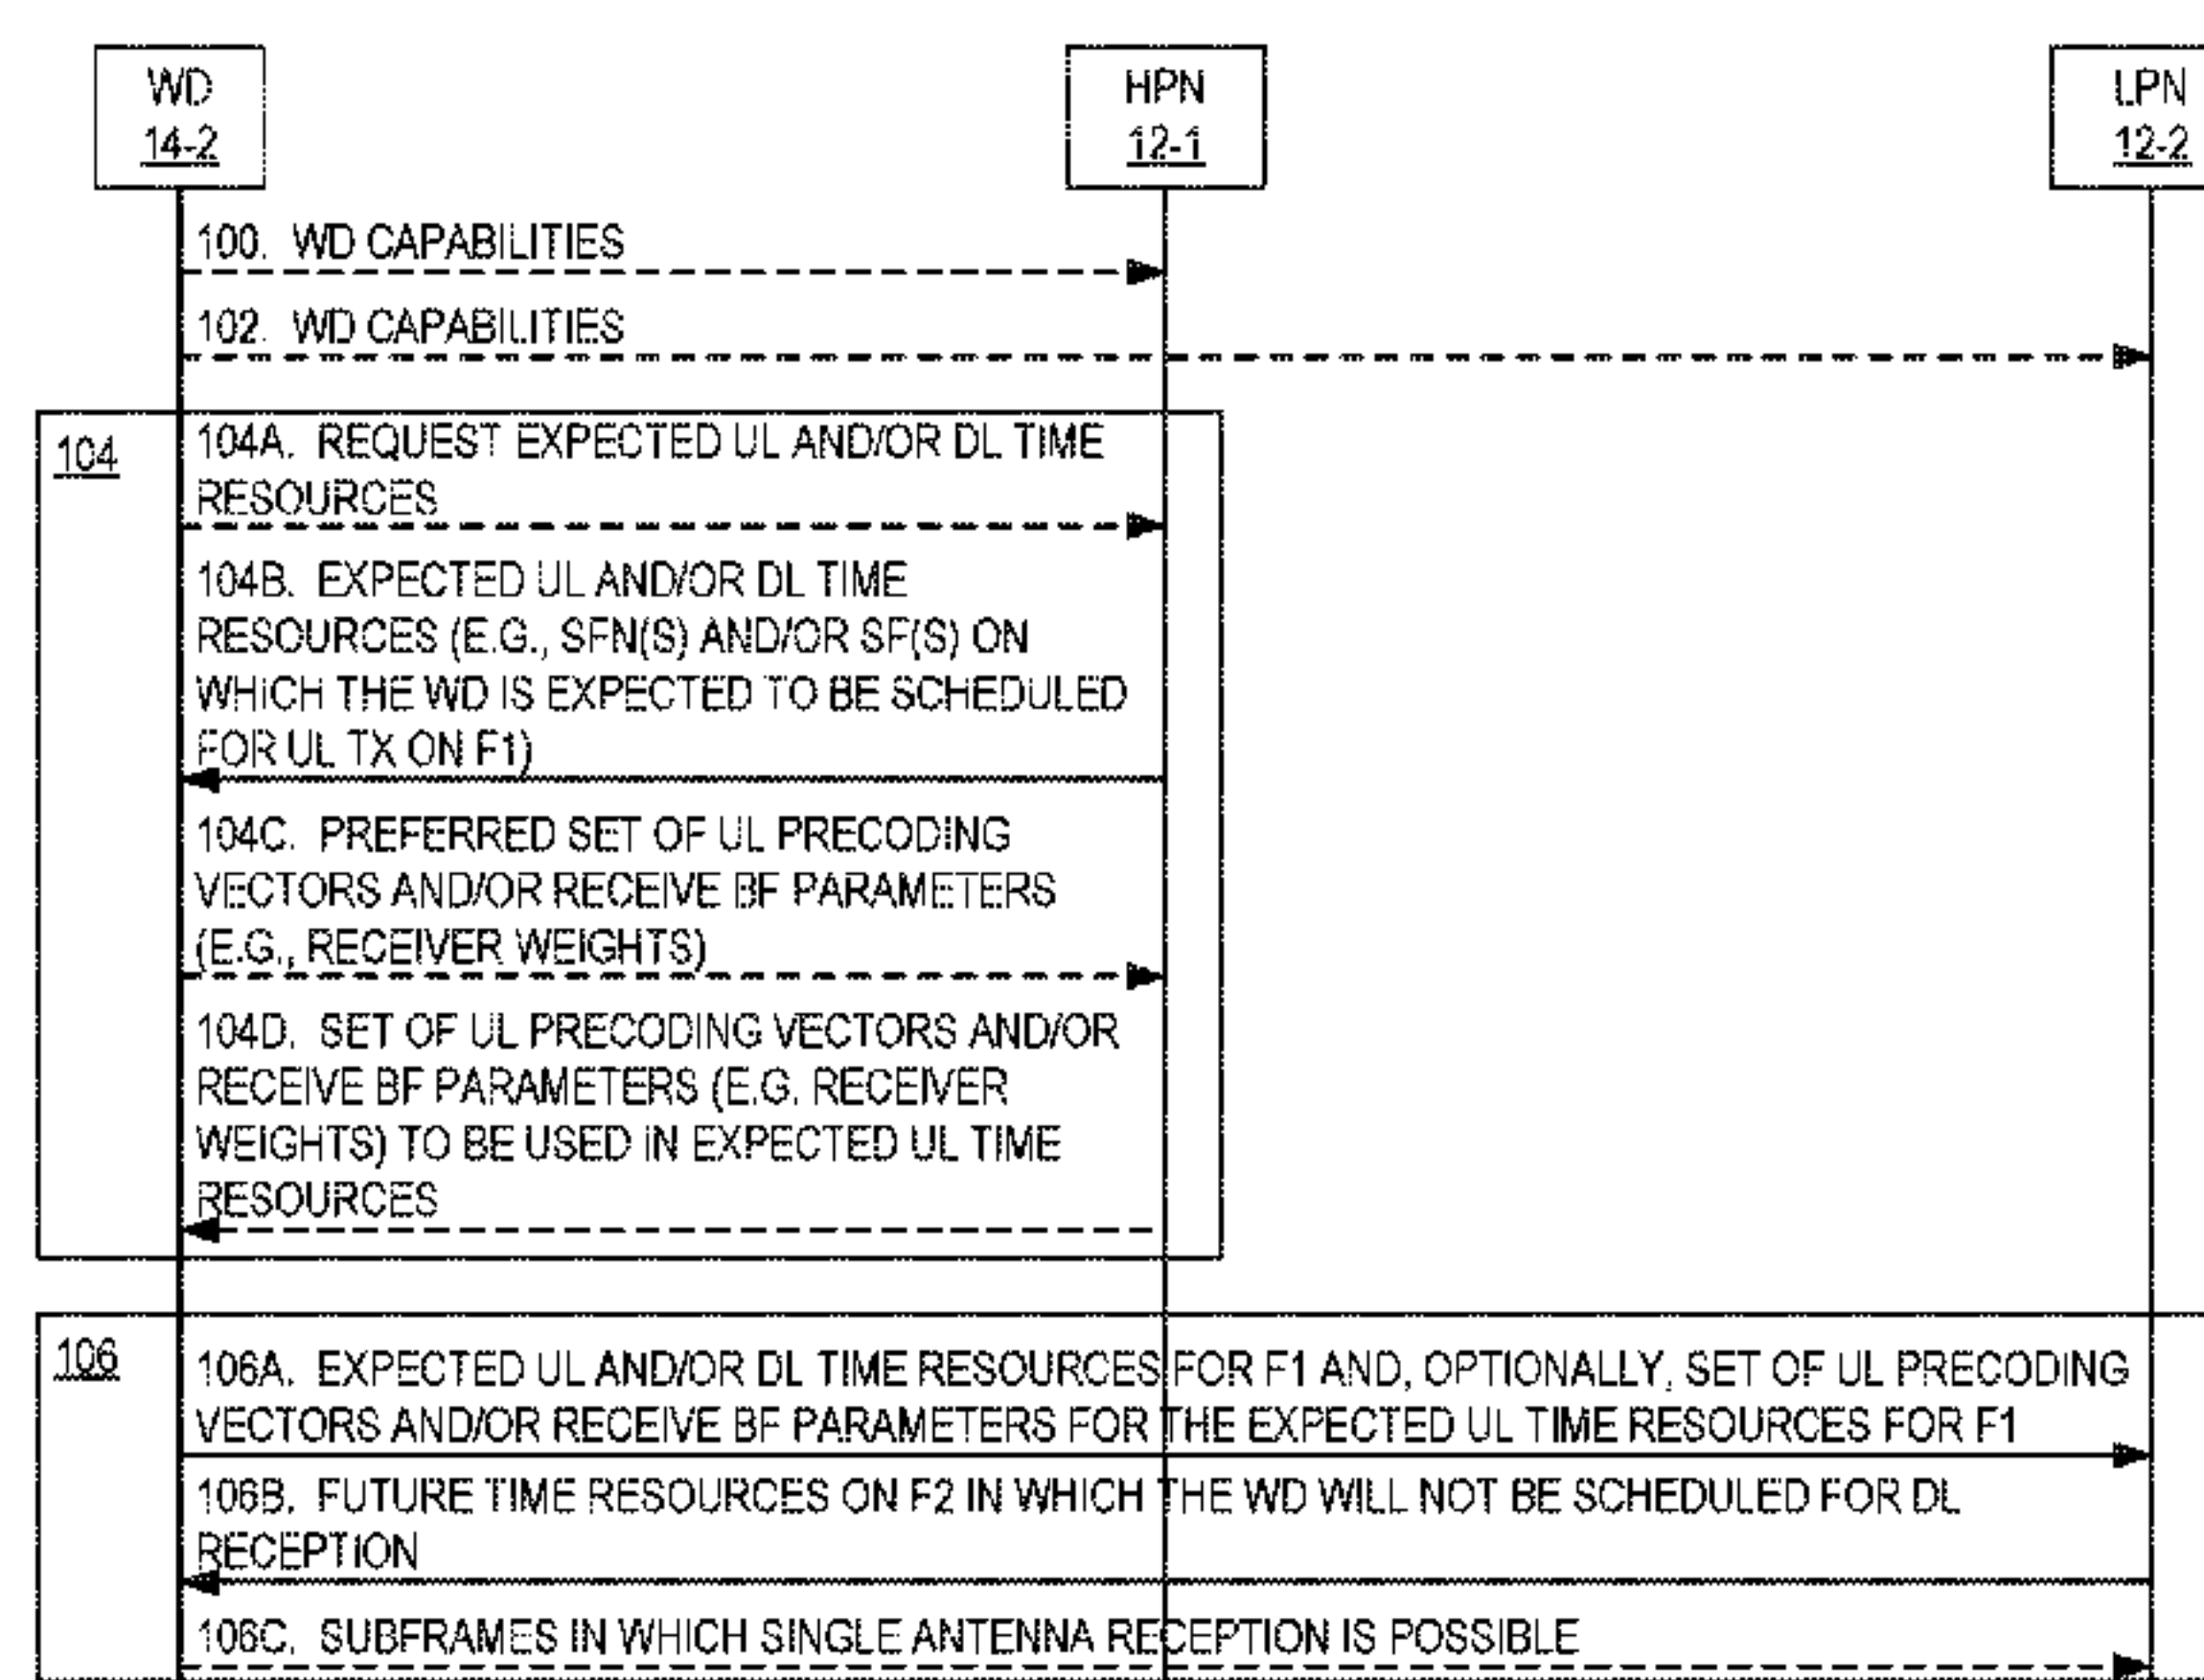 WD
14-2
HPN
12-1
LPN
12-2
100. WD CAPABILITIES
102. WD CAPABILITIES
104
104A. REQUEST EXPECTED UL AND/OR DL TIME
RESOURCES
104B. EXPECTED UL AND/OR DL TIME
RESOURCES (E.G., SFN(S) AND/OR SF(S) ON
WHICH THE WD IS EXPECTED TO BE SCHEDULED
FOR UL TX ON F1)
104C. PREFERRED SET OF UL PRECODING
VECTORS AND/OR RECEIVE BF PARAMETERS
(E.G., RECEIVER WEIGHTS)
104D. SET OF UL PRECODING VECTORS AND/OR
RECEIVE BF PARAMETERS (E.G. RECEIVER
WEIGHTS) TO BE USED IN EXPECTED UL TIME
RESOURCES
106
106A. EXPECTED UL AND/OR DL TIME RESOURCES FOR F1 AND, OPTIONALLY, SET OF UL PRECODING
VECTORS AND/OR RECEIVE BF PARAMETERS FOR THE EXPECTED UL TIME RESOURCES FOR F1
106B. FUTURE TIME RESOURCES ON F2 IN WHICH THE WD WILL NOT BE SCHEDULED FOR DL
RECEPTION
106C. SUBFRAMES IN WHICH SINGLE ANTENNA RECEPTION IS POSSIBLE